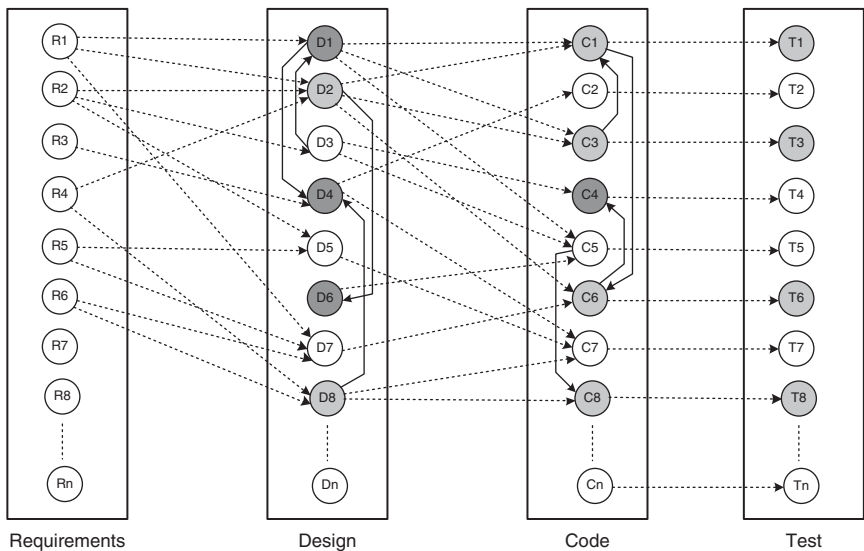 R1 D1 C1 T1
R2 D2 C2 T2
R3 D3 C3 T3
R4 D4 C4 T4
R5 D5 C5 T5
R6 D6 C6 T6
R7 D7 C7 T7
R8 D8 C8 T8
Rn Dn Cn Tn
Requirements Design Code Test